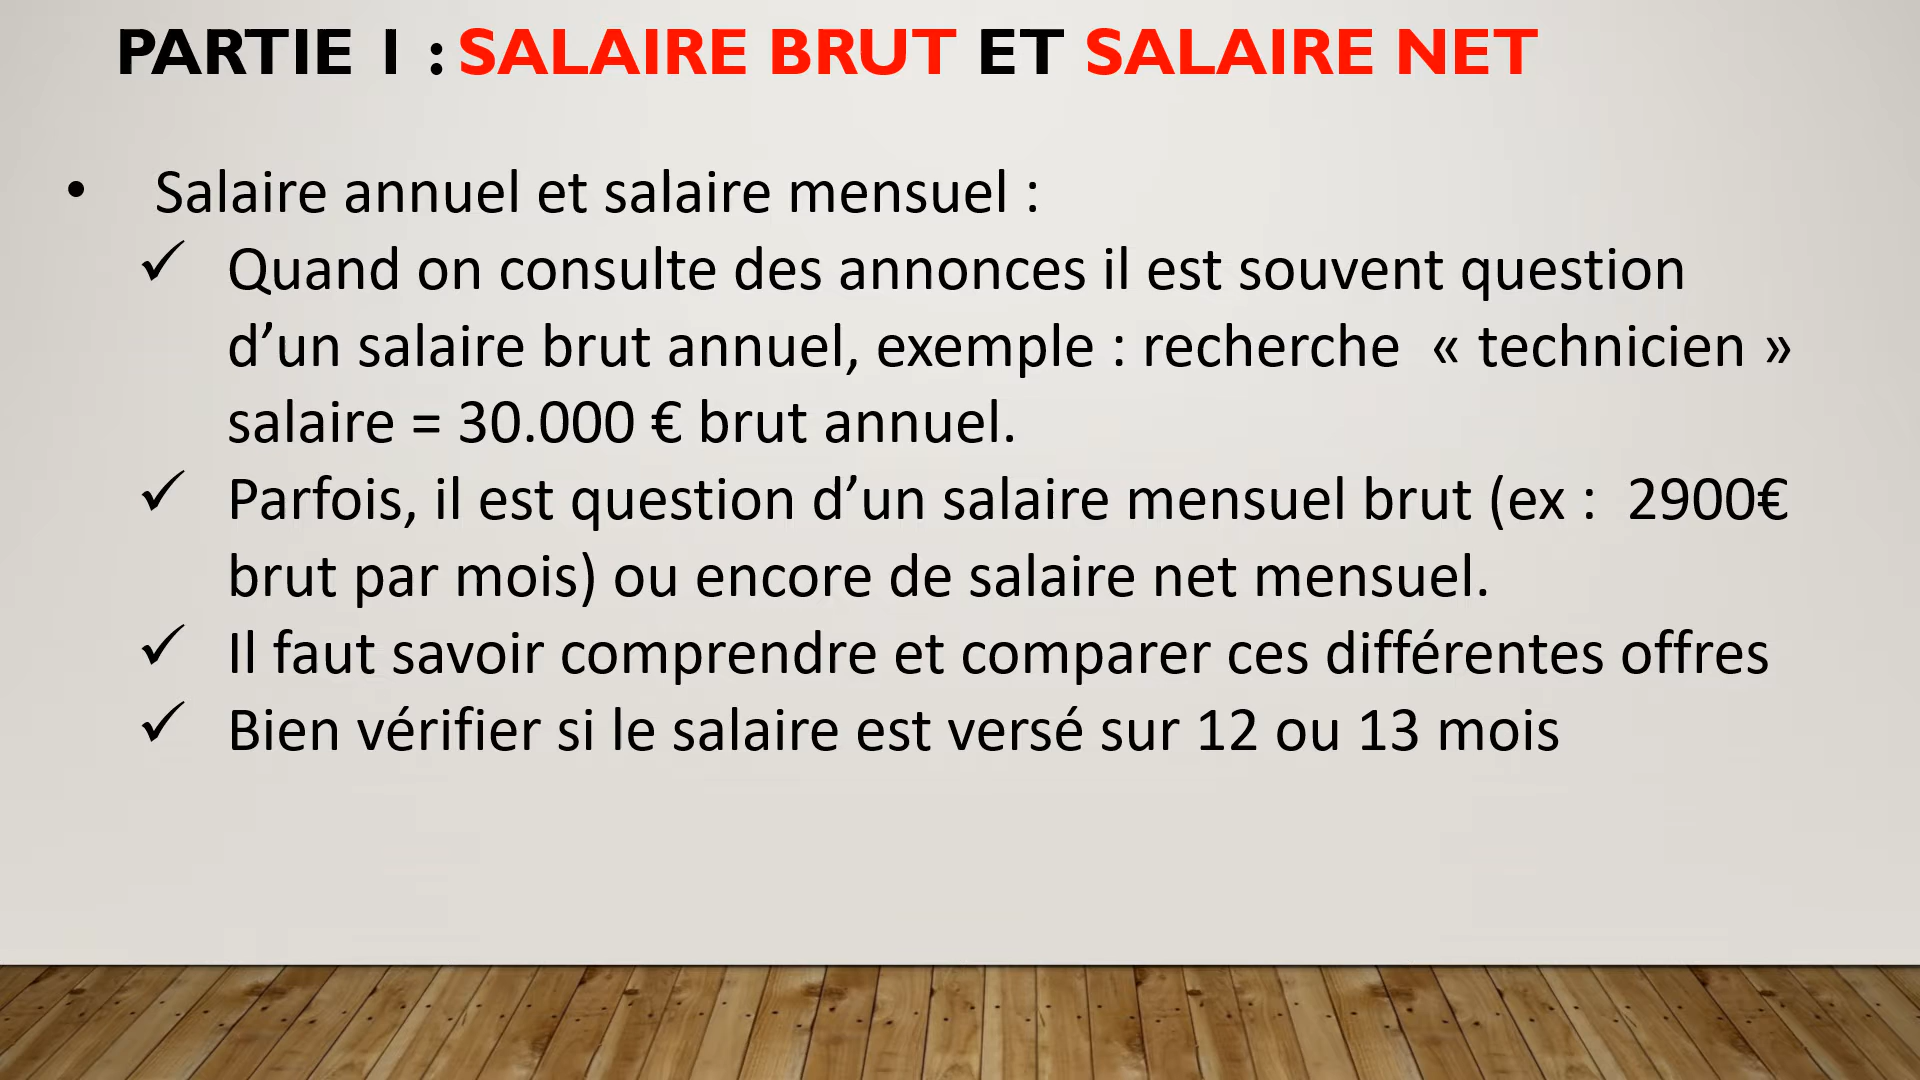 PARTIE 1 : SALAIRE BRUT ET SALAIRE NET
• Salaire annuel et salaire mensuel :
✓ Quand on consulte des annonces il est souvent question
d’un salaire brut annuel, exemple : recherche « technicien »
salaire = 30.000 € brut annuel.
✓ Parfois, il est question d’un salaire mensuel brut (ex : 2900€
brut par mois) ou encore de salaire net mensuel.
✓ Il faut savoir comprendre et comparer ces différentes offres
✓ Bien vérifier si le salaire est versé sur 12 ou 13 mois